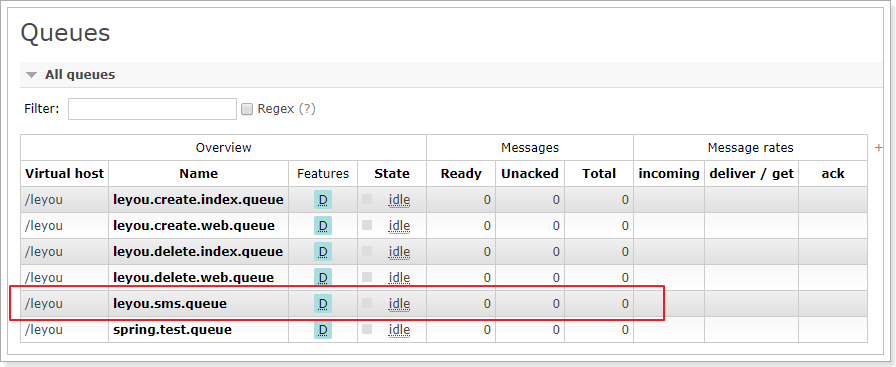 Queues
All queues
Filter: Regex (?)
Overview Messages Message rates +
Virtual host Name Features State Ready Unacked Total incoming deliver / get ack
/leyou leyou.create.index.queue D idle 0 0 0
/leyou leyou.create.web.queue D idle 0 0 0
/leyou leyou.delete.index.queue D idle 0 0 0
/leyou leyou.delete.web.queue D idle 0 0 0
/leyou leyou.sms.queue D idle 0 0 0
/leyou spring.test.queue D idle 0 0 0